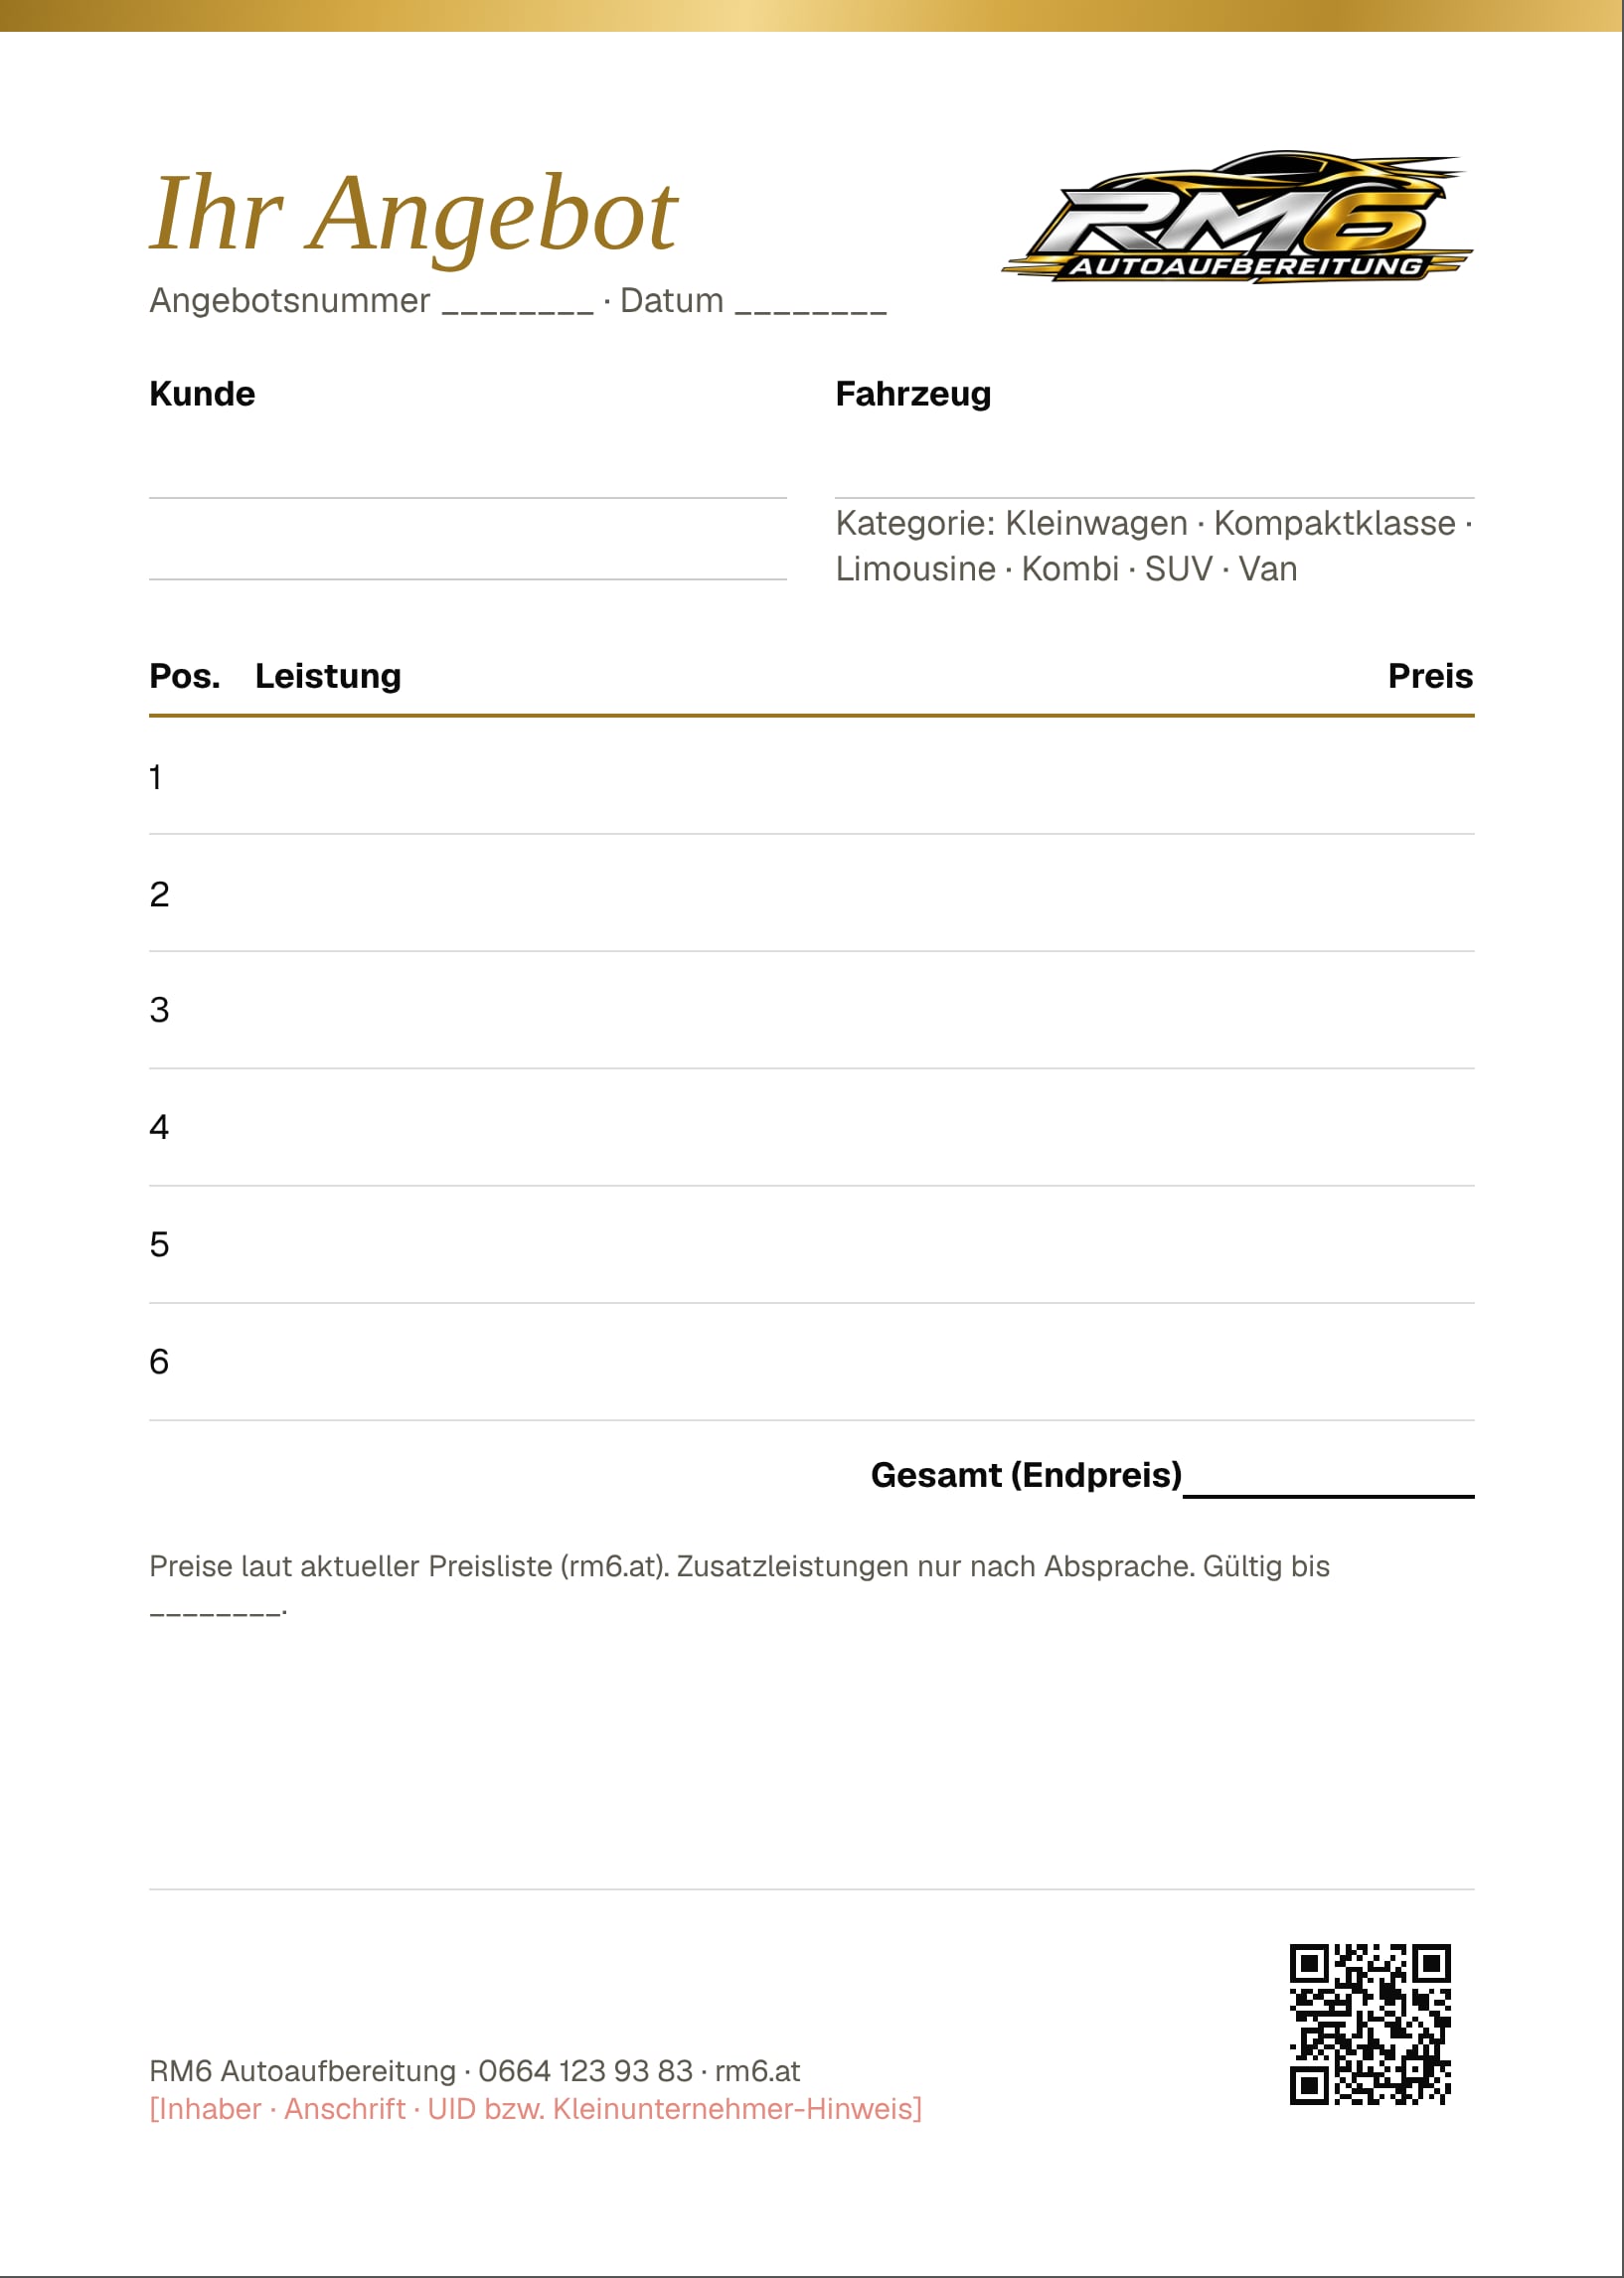 Ihr Angebot
RM6
AUTOAUFBEREITUNG
Angebotsnummer ________ · Datum ________
Kunde
Fahrzeug
Kategorie: Kleinwagen · Kompaktklasse ·
Limousine · Kombi · SUV · Van
Pos. Leistung Preis
1
2
3
4
5
6
Gesamt (Endpreis)
Preise laut aktueller Preisliste (rm6.at). Zusatzleistungen nur nach Absprache. Gültig bis
________.
RM6 Autoaufbereitung · 0664 123 93 83 · rm6.at
[Inhaber · Anschrift · UID bzw. Kleinunternehmer-Hinweis]